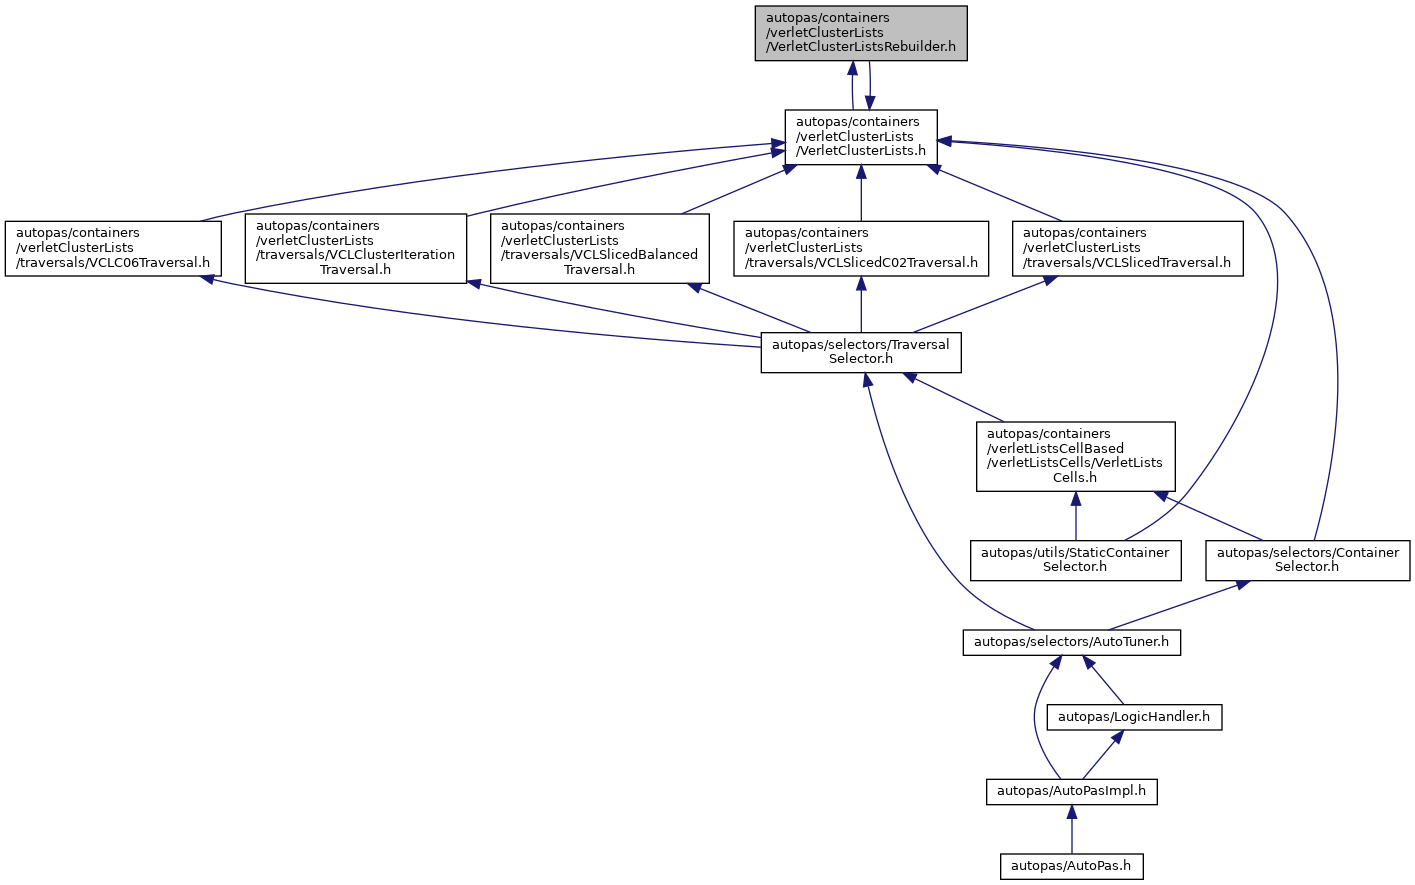 autopas/containers
/verletClusterLists
/VerletClusterListsRebuilder.h
autopas/containers
/verletClusterLists
/VerletClusterLists.h
autopas/containers
/verletClusterLists
/traversals/VCLC06Traversal.h
autopas/containers
/verletClusterLists
/traversals/VCLClusterIteration
Traversal.h
autopas/containers
/verletClusterLists
/traversals/VCLSlicedBalanced
Traversal.h
autopas/containers
/verletClusterLists
/traversals/VCLSlicedC02Traversal.h
autopas/containers
/verletClusterLists
/traversals/VCLSlicedTraversal.h
autopas/selectors/Traversal
Selector.h
autopas/containers
/verletListsCellBased
/verletListsCells/VerletLists
Cells.h
autopas/utils/StaticContainer
Selector.h
autopas/selectors/Container
Selector.h
autopas/selectors/AutoTuner.h
autopas/LogicHandler.h
autopas/AutoPasImpl.h
autopas/AutoPas.h